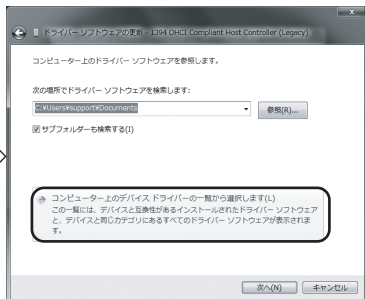 ドライバー ソフトウェアの更新 - 1394 OHCI Compliant Host Controller (Legacy)
コンピューター上のドライバー ソフトウェアを参照します。
次の場所でドライバー ソフトウェアを検索します:
C:¥Users¥support¥Documents
参照(R)...
サブフォルダーも検索する(I)
コンピューター上のデバイス ドライバーの一覧から選択します(L)
この一覧には、デバイスと互換性があるインストールされたドライバー ソフトウェア
と、デバイスと同じカテゴリにあるすべてのドライバー ソフトウェアが表示されま
す。
次へ(N)
キャンセル